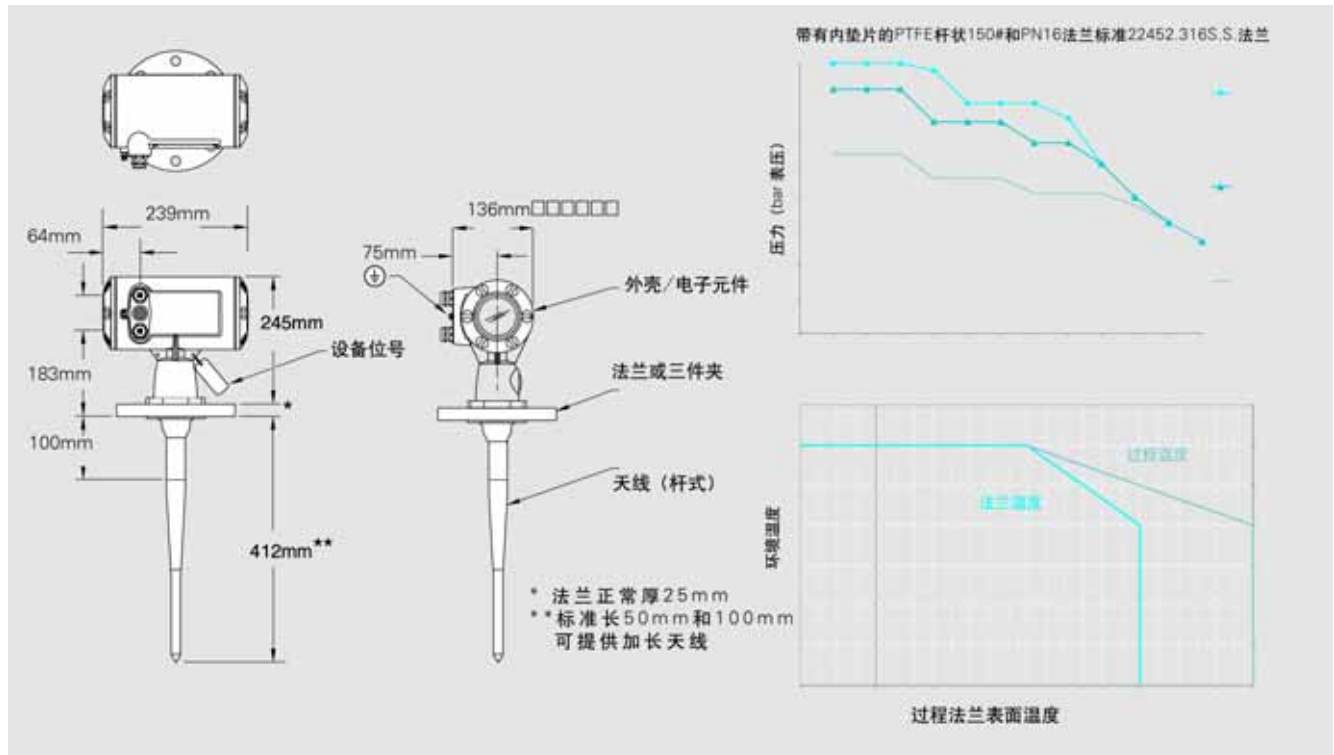 带有内垫片的PTFE杆状150#和PN16法兰标准22452.316S.S.法兰
239mm
64mm
245mm
设备位号
183mm
*
100mm
412mm**
136mm□□□□□□
75mm
外壳/电子元件
法兰或三件夹
天线（杆式）
* 法兰正常厚25mm
**标准长50mm和100mm
可提供加长天线
压力（bar 表压）
过程温度
法兰温度
环境温度
过程法兰表面温度